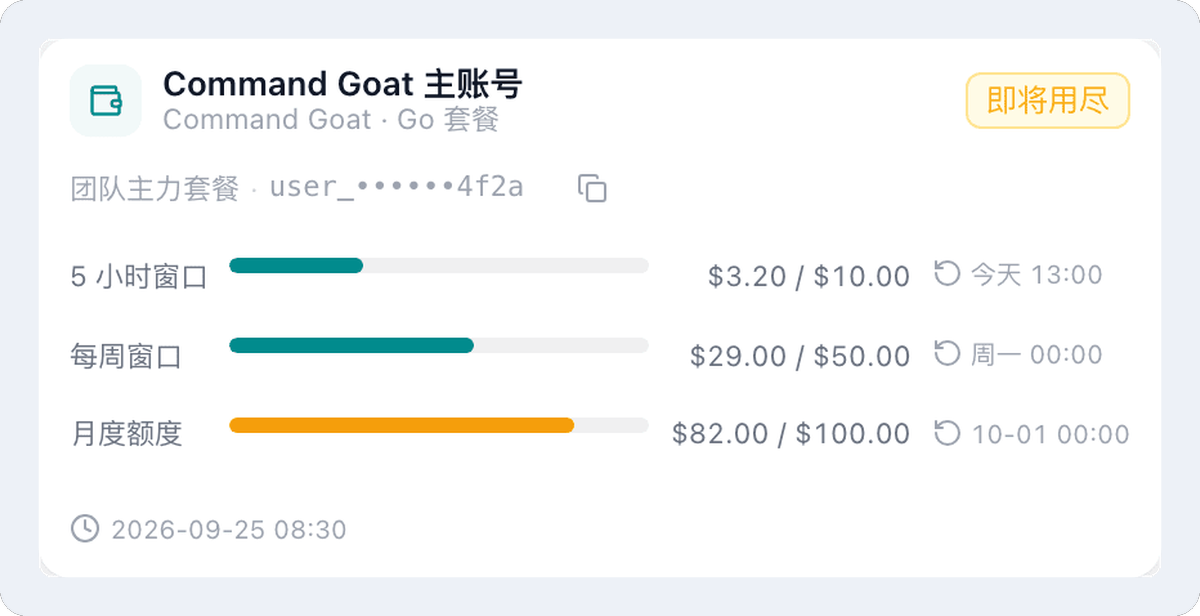 Command Goat 主账号
即将用尽
Command Goat · Go 套餐
团队主力套餐 · user_••••••4f2a
5 小时窗口 $3.20 / $10.00 今天 13:00
每周窗口 $29.00 / $50.00 周一 00:00
月度额度 $82.00 / $100.00 10-01 00:00
2026-09-25 08:30